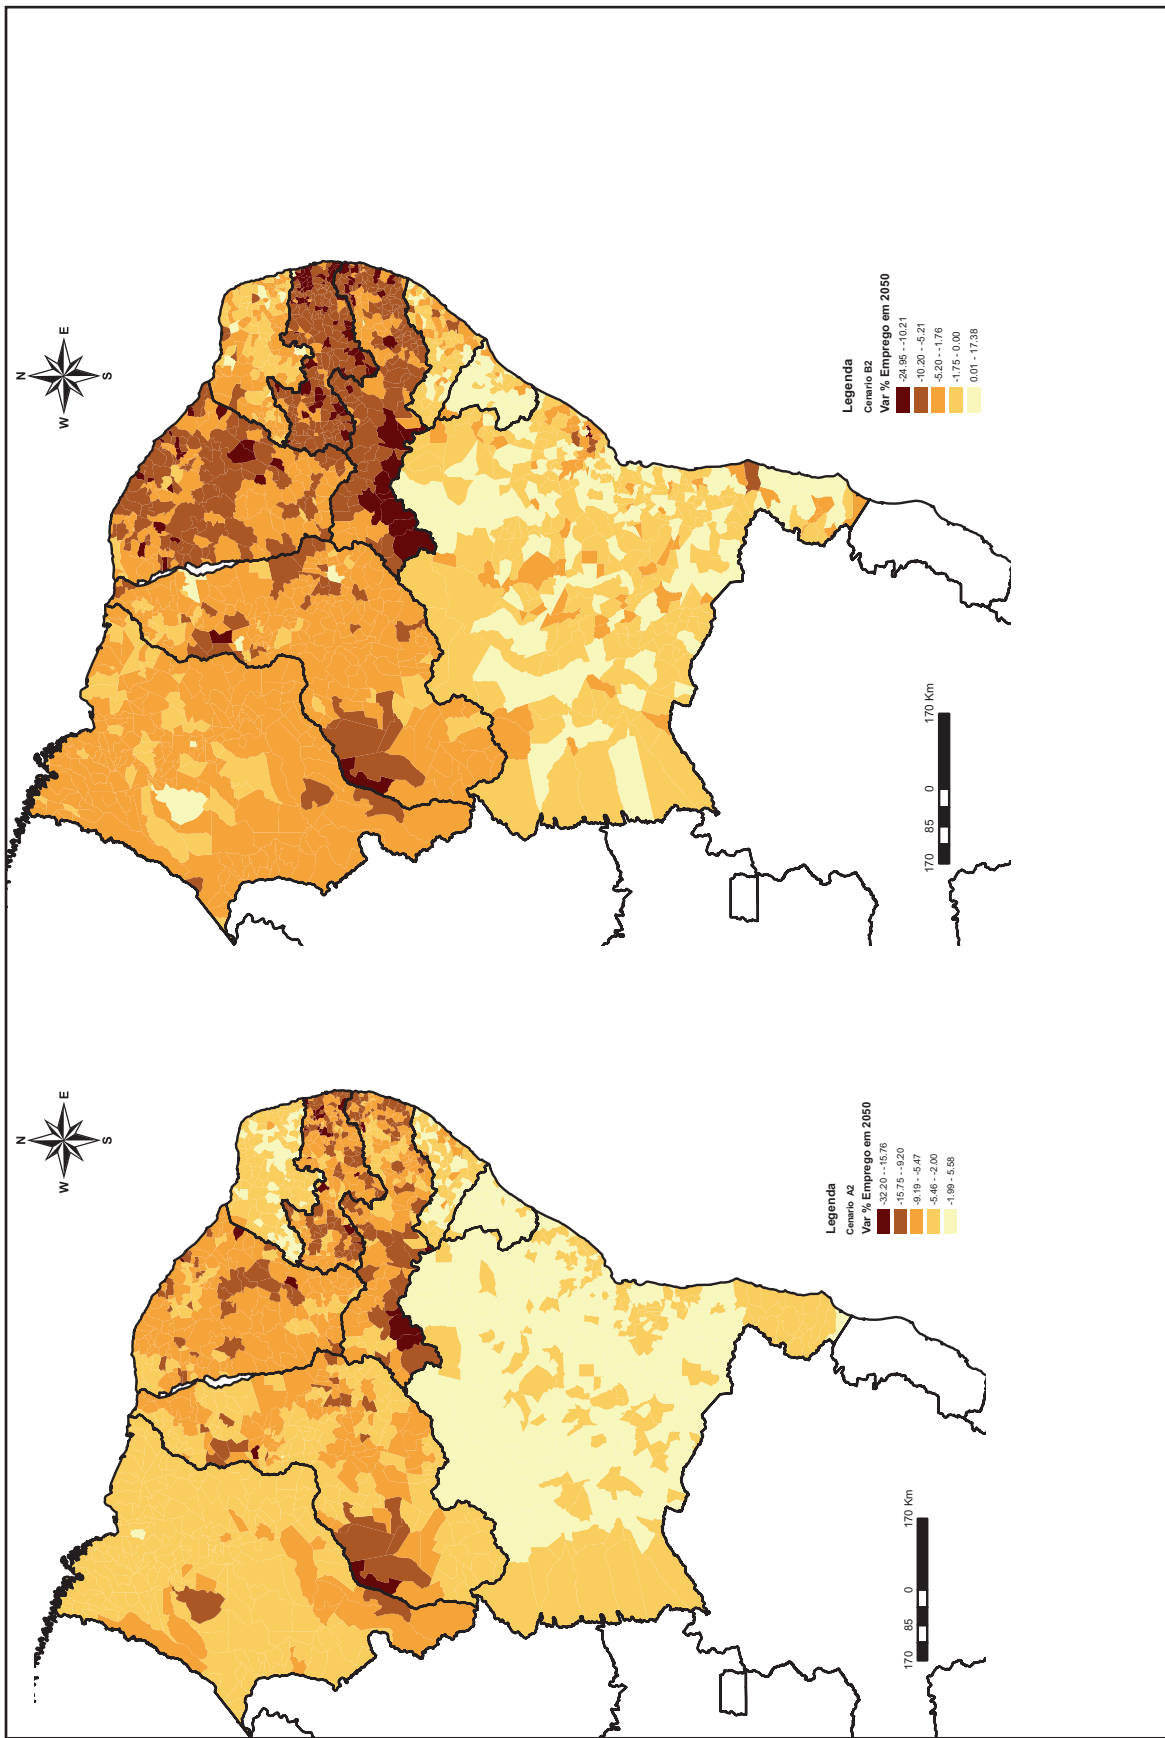 N
W E
S
Legenda
Cenario A2
Var % Emprego em 2050
-32.20 - -15.76
-15.75 - -9.20
-9.19 - -5.47
-5.46 - -2.00
-1.99 - 5.58
170 85 0 170 Km
N
W E
S
Legenda
Cenario B2
Var % Emprego em 2050
-24.95 - -10.21
-10.20 - -5.21
-5.20 - -1.76
-1.75 - 0.00
0.01 - 17.38
170 85 0 170 Km